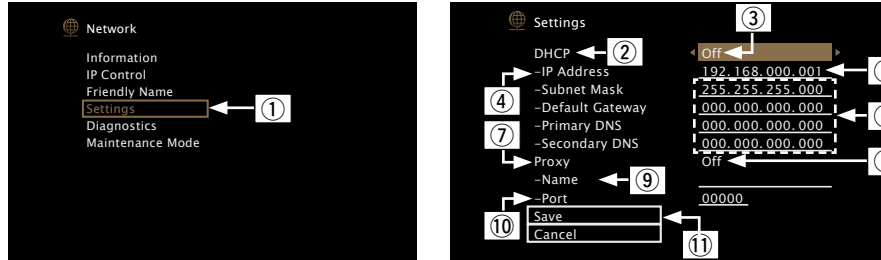 Network
Information
IP Control
Friendly Name
Settings
①
Diagnostics
Maintenance Mode
Settings
③
DHCP ② Off
–IP Address 192.168.000.001
④ –Subnet Mask 255.255.255.000
–Default Gateway 000.000.000.000
–Primary DNS 000.000.000.000
⑦ –Secondary DNS 000.000.000.000
Proxy Off
–Name ⑨
–Port 00000
⑩ Save
Cancel ⑪